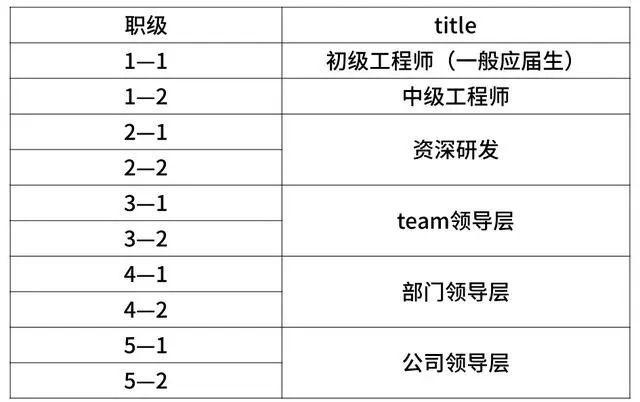 职级 title
1—1 初级工程师（一般应届生）
1—2 中级工程师
2—1
资深研发
2—2
3—1
team领导层
3—2
4—1
部门领导层
4—2
5—1
公司领导层
5—2